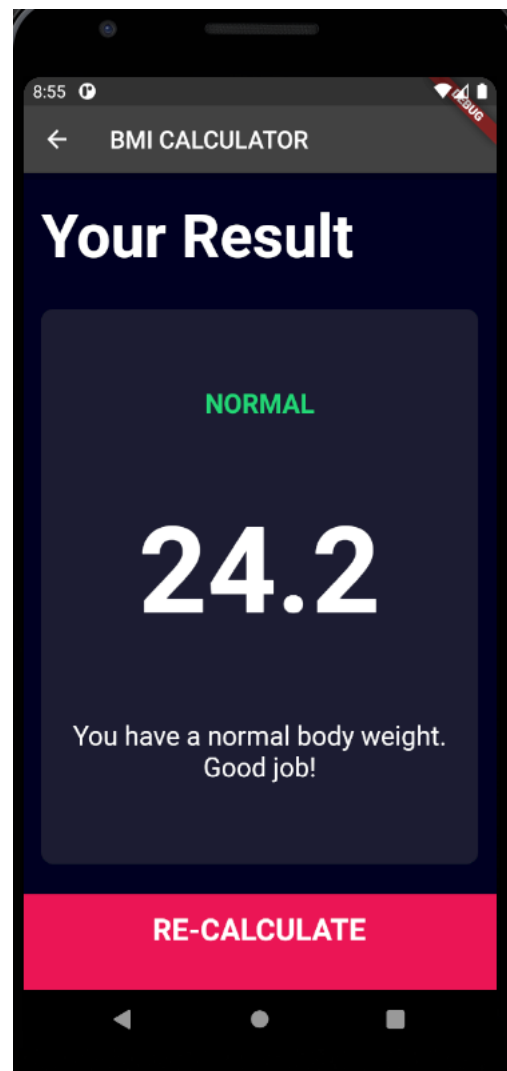 8:55
DEBUG
BMI CALCULATOR
Your Result
NORMAL
24.2
You have a normal body weight.
Good job!
RE-CALCULATE